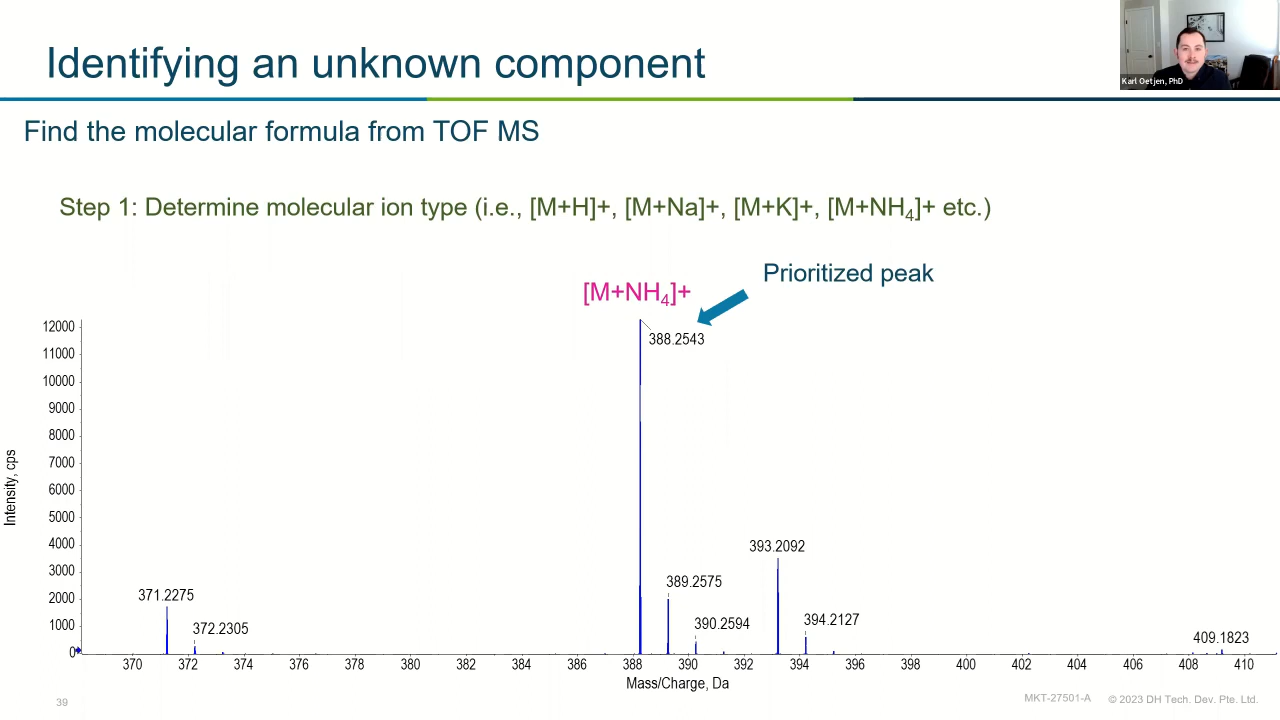 Identifying an unknown component
Karl Oetjen, PhD
Find the molecular formula from TOF MS
Step 1: Determine molecular ion type (i.e., [M+H]+, [M+Na]+, [M+K]+, [M+NH4]+ etc.)
Prioritized peak
[M+NH4]+
388.2543
393.2092
389.2575
371.2275
390.2594
394.2127
372.2305
409.1823
12000
11000
10000
9000
8000
7000
6000
5000
4000
3000
2000
1000
0
Intensity, cps
370 372 374 376 378 380 382 384 386 388 390 392 394 396 398 400 402 404 406 408 410
Mass/Charge, Da
39
MKT-27501-A © 2023 DH Tech. Dev. Pte. Ltd.